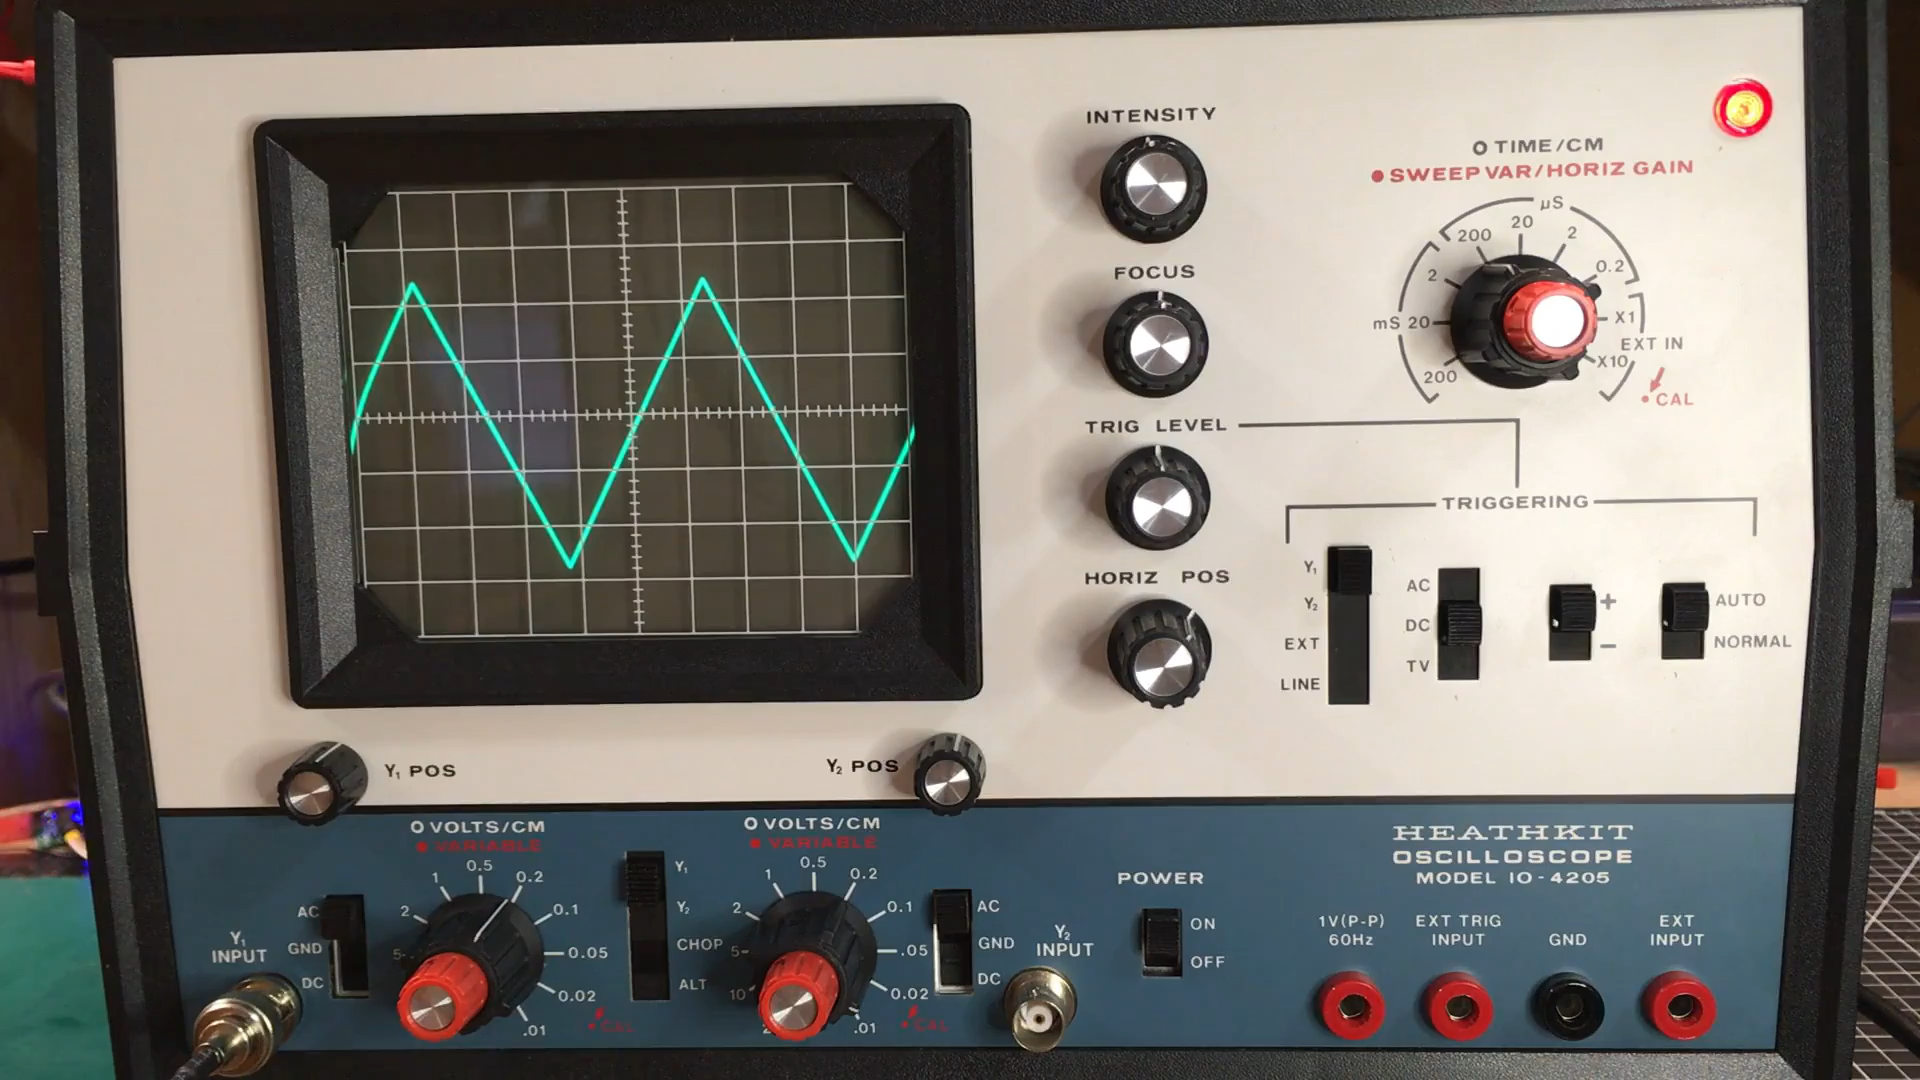 INTENSITY
FOCUS
TRIG LEVEL
HORIZ POS
O TIME/CM
• SWEEP VAR/HORIZ GAIN
µS
200 20 2 0.2
2
mS 20
200
X1
EXT IN
X10
• CAL
TRIGGERING
Y₁
Y₂
EXT
LINE
AC
DC
TV
+
−
AUTO
NORMAL
Y₁ POS
Y₂ POS
O VOLTS/CM
• VARIABLE
5 2 1 0.5 0.2 0.1 0.05 0.02 .01
• CAL
AC
GND
DC
Y₁
INPUT
Y₁
Y₂
CHOP
ALT
O VOLTS/CM
• VARIABLE
10 5 2 1 0.5 0.2 0.1 .05 0.02 .01
• CAL
AC
GND
DC
Y₂
INPUT
POWER
ON
OFF
HEATHKIT
OSCILLOSCOPE
MODEL IO-4205
1V(P-P)
60Hz
EXT TRIG
INPUT
GND
EXT
INPUT